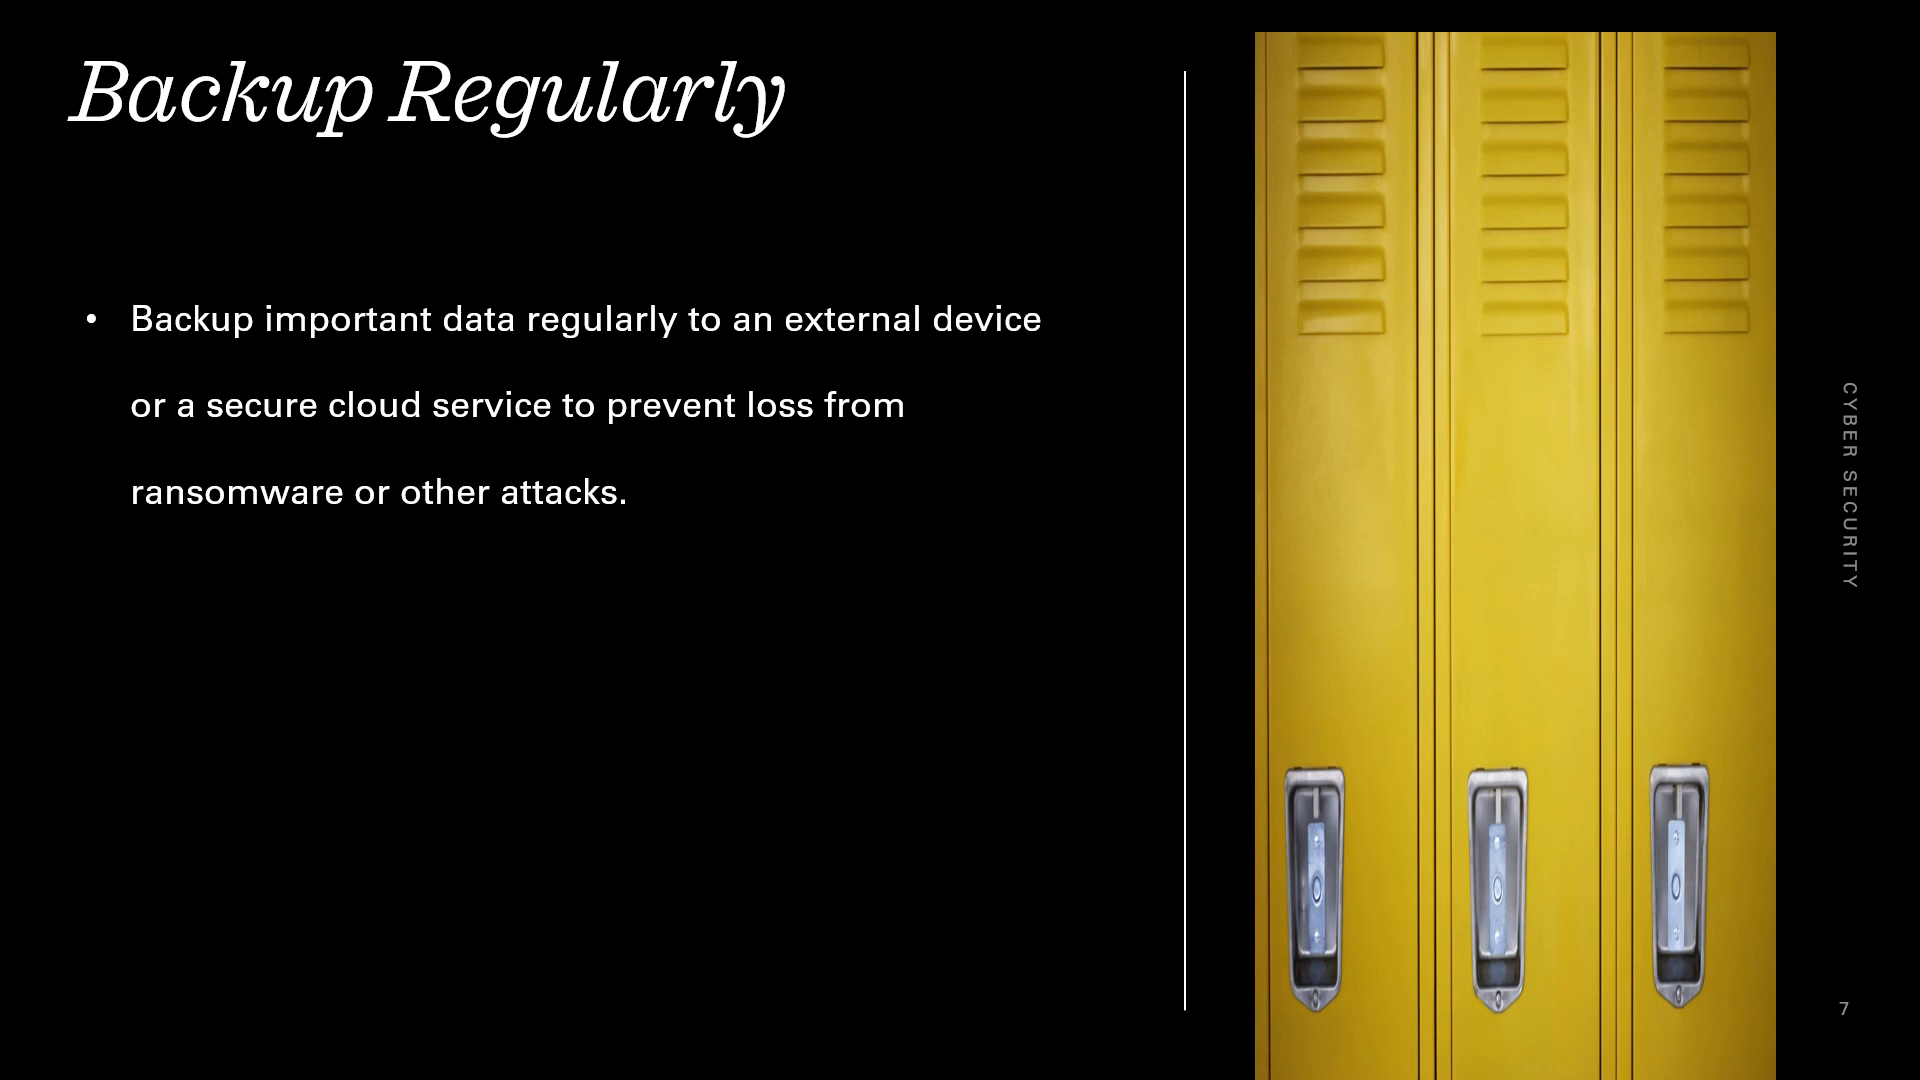 Backup Regularly
• Backup important data regularly to an external device
or a secure cloud service to prevent loss from
ransomware or other attacks.
CYBER SECURITY
7